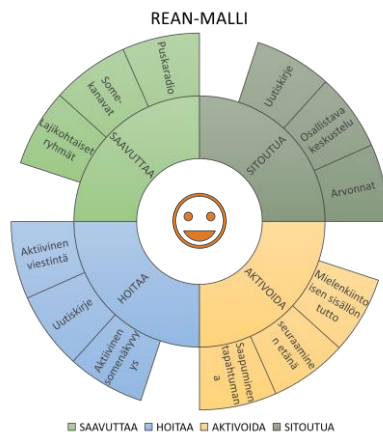 REAN-MALLI
Puskaradio
Some-
kanavat
Lajikohtaiset
ryhmät
SAAVUTTAA
Uutiskirje
Osallistava
keskustelu
Arvonnat
SITOUTUA
Aktiivinen
viestintä
Uutiskirje
Aktiivinen
somenäkyvy
ys
HOITAA
Mielenkiinto
isen sisällön
tutto
seuraamine
n etänä
Saapuminen
tapahtuman
a
AKTIVOIDA
SAAVUTTAA HOITAA AKTIVOIDA SITOUTUA